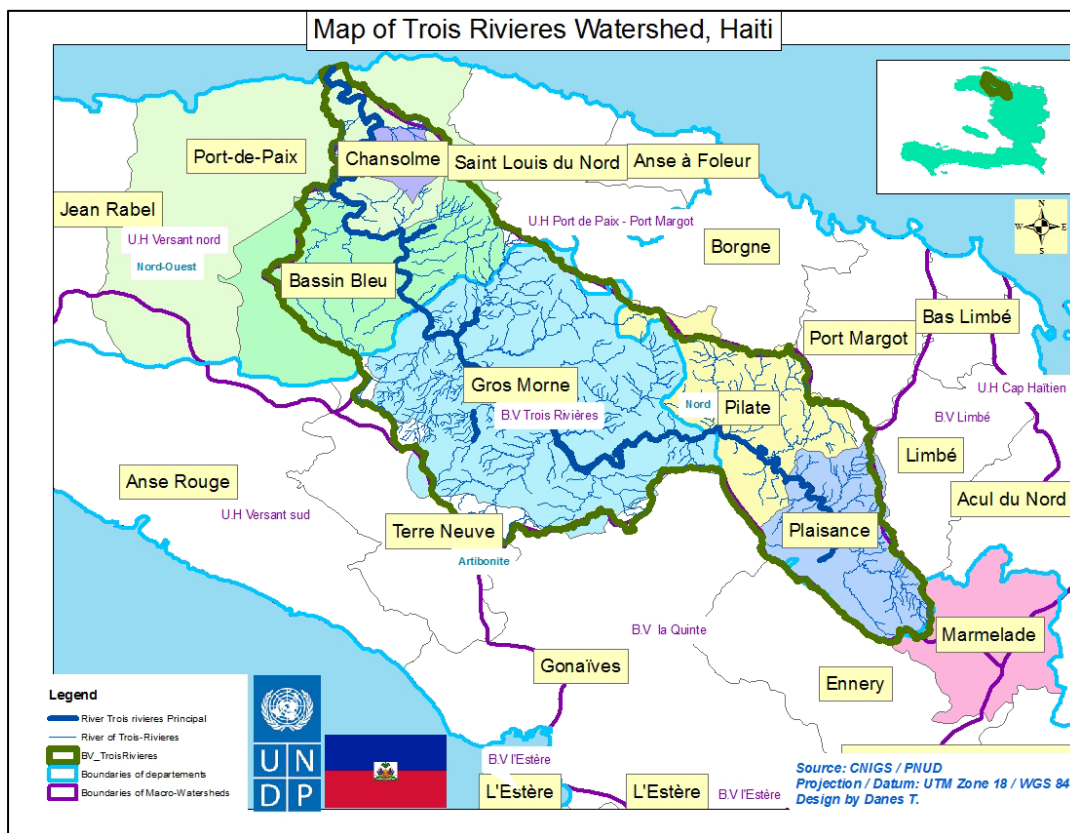 Map of Trois Rivieres Watershed, Haiti
Port-de-Paix
Chansolme
Saint Louis du Nord
Anse à Foleur
Jean Rabel
U.H Versant nord
Nord-Ouest
U.H Port de Paix - Port Margot
Borgne
N
W
E
S
Bassin Bleu
Port Margot
Bas Limbé
Gros Morne
B.V Trois Rivières
Nord
Pilate
U.H Cap Haïtien
B.V Limbé
Limbé
Anse Rouge
U.H Versant sud
Acul du Nord
Terre Neuve
Artibonite
Plaisance
B.V la Quinte
Marmelade
Gonaïves
Ennery
Legend
River Trois rivieres Principal
River of Trois-Rivieres
BV_TroisRivieres
Boundaries of departements
Boundaries of Macro-Watersheds
U N
D P
B.V l'Estère
L'Estère
L'Estère
B.V l'Estère
Source: CNIGS / PNUD
Projection / Datum: UTM Zone 18 / WGS 84
Design by Danes T.